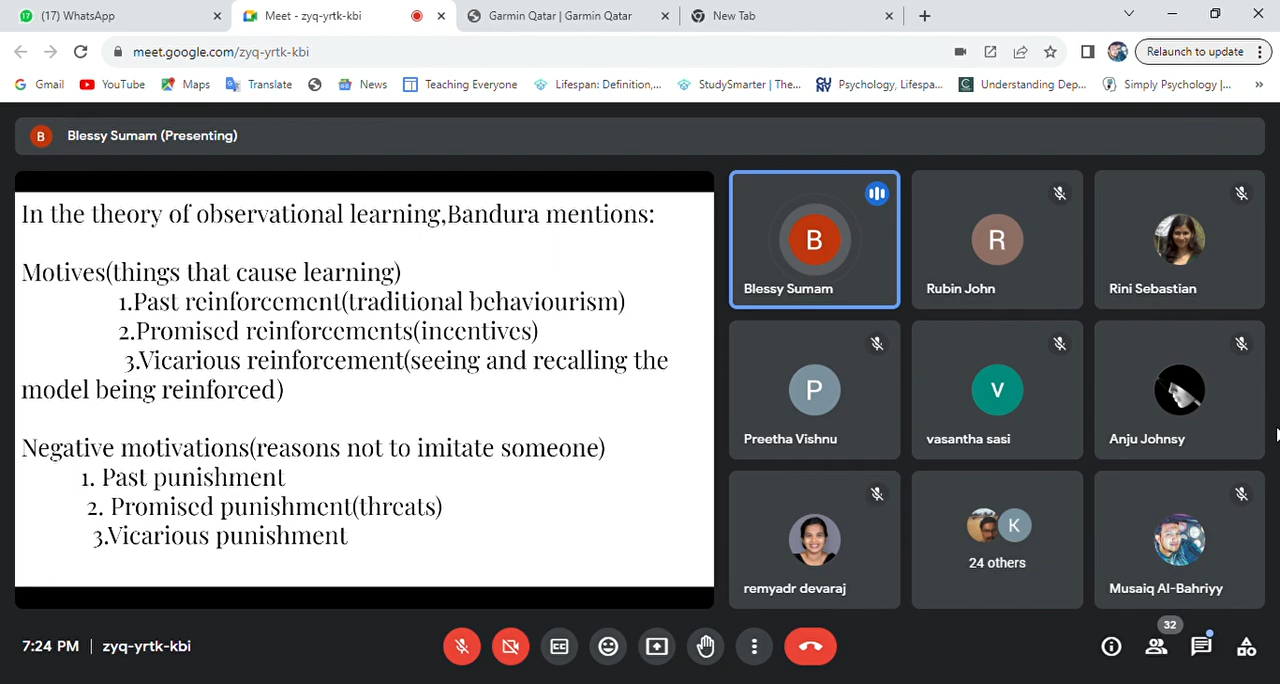 (17) WhatsApp
Meet - zyq-yrtk-kbi
Garmin Qatar | Garmin Qatar
New Tab
meet.google.com/zyq-yrtk-kbi
Relaunch to update
Gmail
YouTube
Maps
Translate
News
Teaching Everyone
Lifespan: Definition,...
StudySmarter | The...
Psychology, Lifespa...
Understanding Dep...
Simply Psychology |...
»
B
Blessy Sumam (Presenting)
In the theory of observational learning,Bandura mentions:
Motives(things that cause learning)
1.Past reinforcement(traditional behaviourism)
2.Promised reinforcements(incentives)
3.Vicarious reinforcement(seeing and recalling the
model being reinforced)
Negative motivations(reasons not to imitate someone)
1. Past punishment
2. Promised punishment(threats)
3.Vicarious punishment
B
Blessy Sumam
R
Rubin John
Rini Sebastian
P
Preetha Vishnu
V
vasantha sasi
Anju Johnsy
remyadr devaraj
K
24 others
Musaiq Al-Bahriyy
7:24 PM | zyq-yrtk-kbi
CC
32